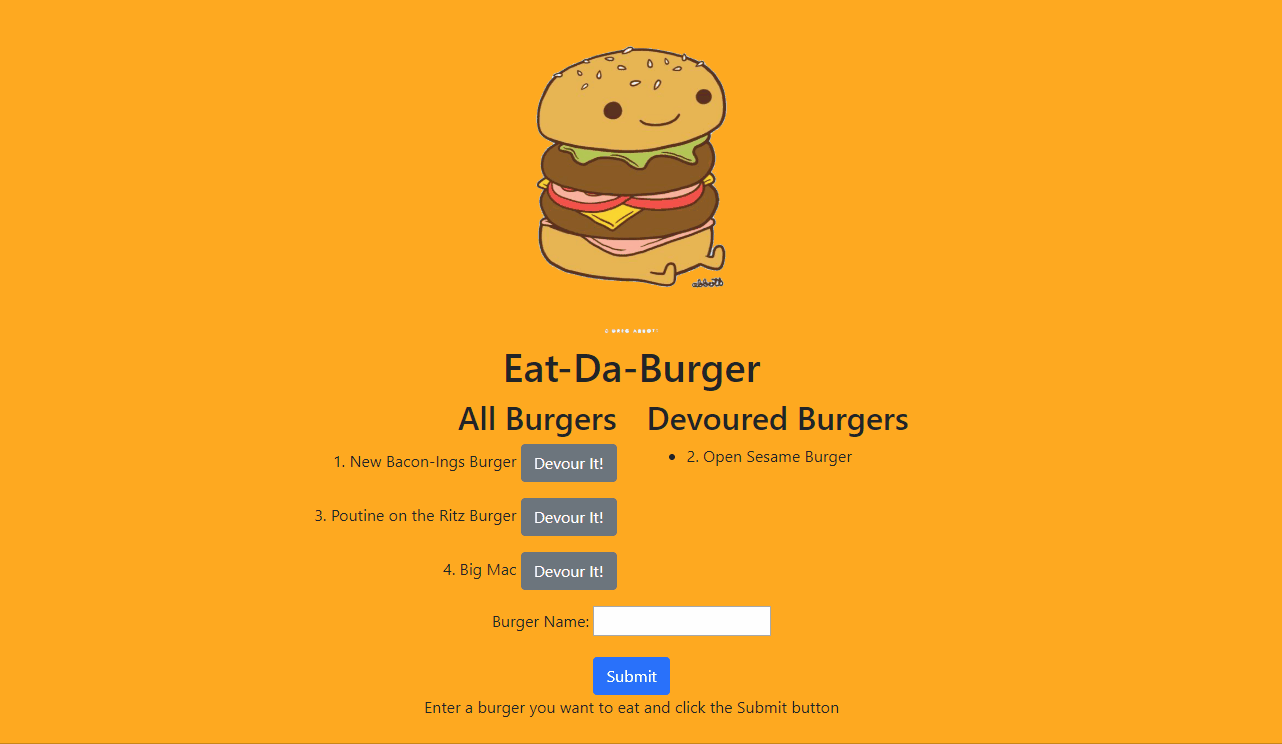 abbott
Eat-Da-Burger
All Burgers
Devoured Burgers
1. New Bacon-Ings Burger Devour It!
2. Open Sesame Burger
3. Poutine on the Ritz Burger Devour It!
4. Big Mac Devour It!
Burger Name:
Submit
Enter a burger you want to eat and click the Submit button